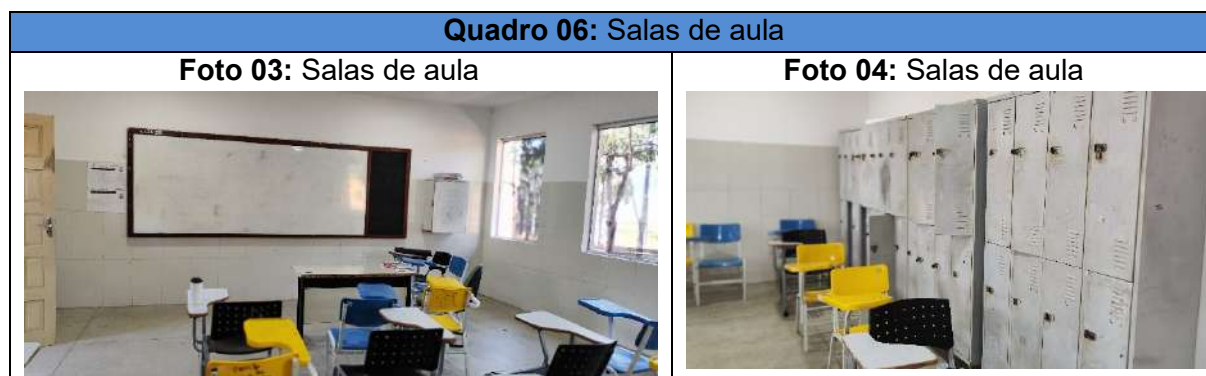 Quadro 06: Salas de aula
Foto 03: Salas de aula
Foto 04: Salas de aula